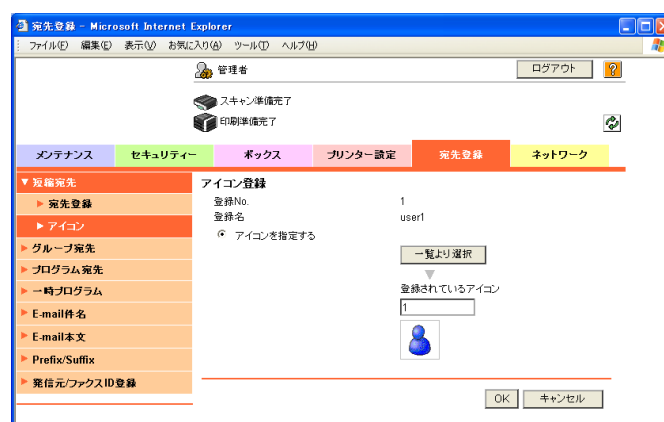 宛先登録 - Microsoft Internet Explorer
ファイル(F) 編集(E) 表示(V) お気に入り(A) ツール(T) ヘルプ(H)
管理者 ログアウト ?
スキャン準備完了
印刷準備完了
メンテナンス セキュリティー ボックス プリンター設定 宛先登録 ネットワーク
▼短縮宛先
宛先登録
アイコン
グループ宛先
プログラム宛先
一時プログラム
E-mail件名
E-mail本文
Prefix/Suffix
発信元/ファクスID登録
アイコン登録
登録No. 1
登録名 user1
アイコンを指定する
一覧より選択
登録されているアイコン
1
OK キャンセル